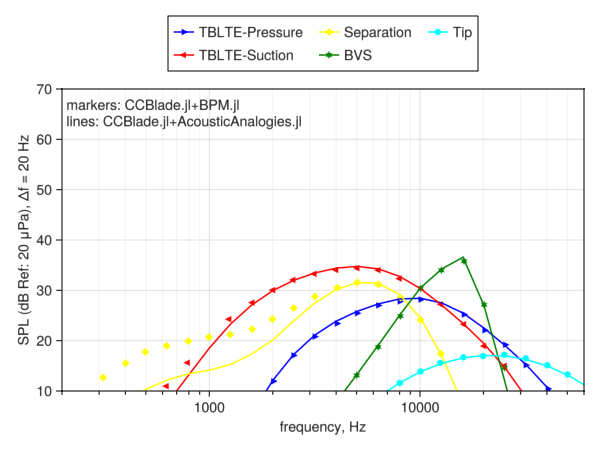 TBLTE-Pressure
Separation
Tip
TBLTE-Suction
BVS
markers: CCBlade.jl+BPM.jl
lines: CCBlade.jl+AcousticAnalogies.jl
SPL (dB Ref: 20 μPa), Δf = 20 Hz
70
60
50
40
30
20
10
1000
10000
frequency, Hz